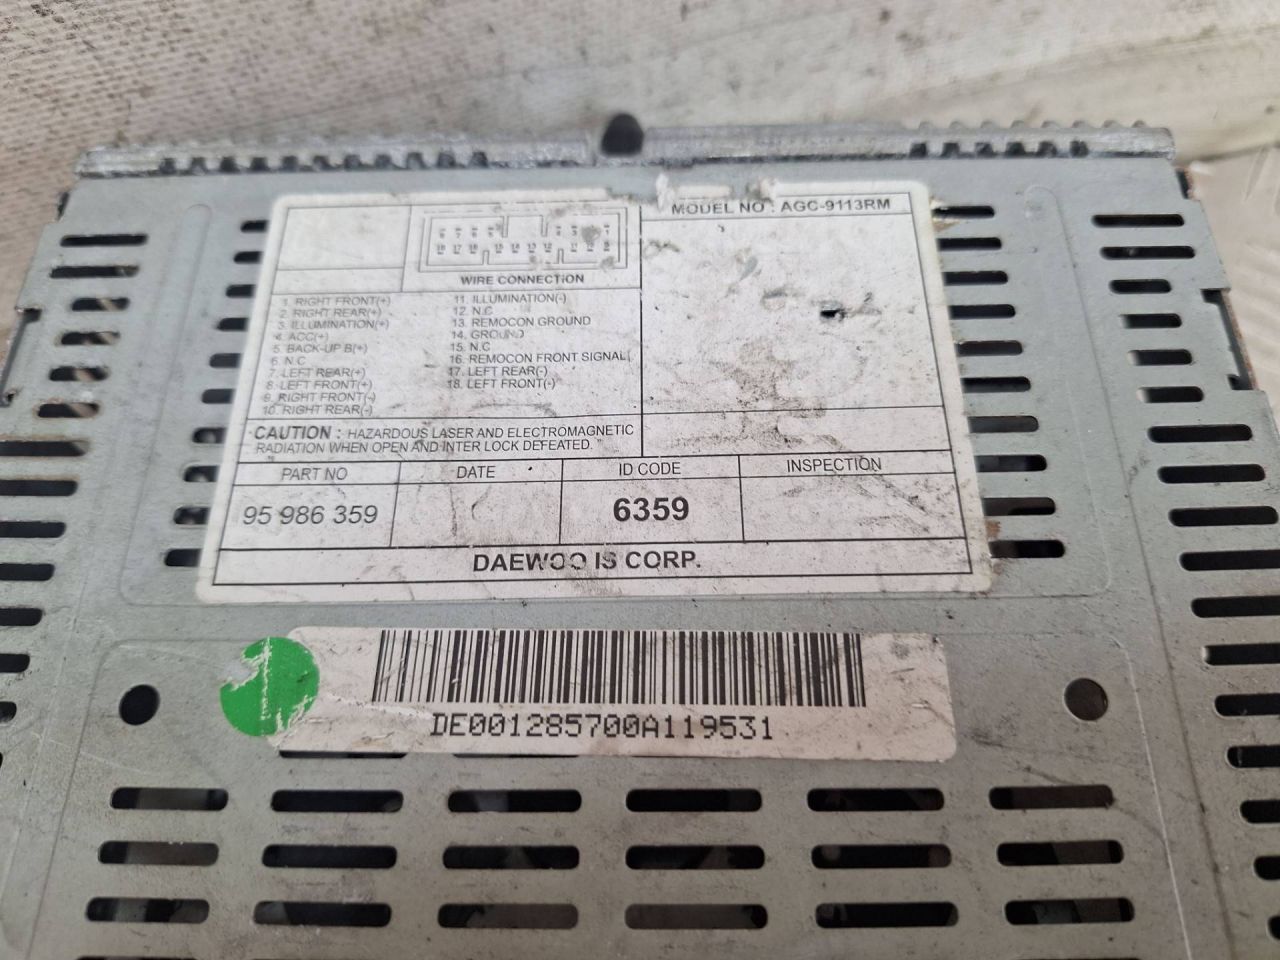 MODEL NO : AGC-9113RM
WIRE CONNECTION
1. RIGHT FRONT(+)
2. RIGHT REAR(+)
3. ILLUMINATION(+)
4. ACC(+)
5. BACK-UP B(+)
6. N.C
7. LEFT REAR(+)
8. LEFT FRONT(+)
9. RIGHT FRONT(-)
10. RIGHT REAR(-)
11. ILLUMINATION(-)
12. N.C
13. REMOCON GROUND
14. GROUND
15. N.C
16. REMOCON FRONT SIGNAL(
17. LEFT REAR(-)
18. LEFT FRONT(-)
CAUTION : HAZARDOUS LASER AND ELECTROMAGNETIC
RADIATION WHEN OPEN AND INTER LOCK DEFEATED.
PART NO DATE ID CODE INSPECTION
95 986 359 6359
DAEWOO IS CORP.
DE001285700A119531